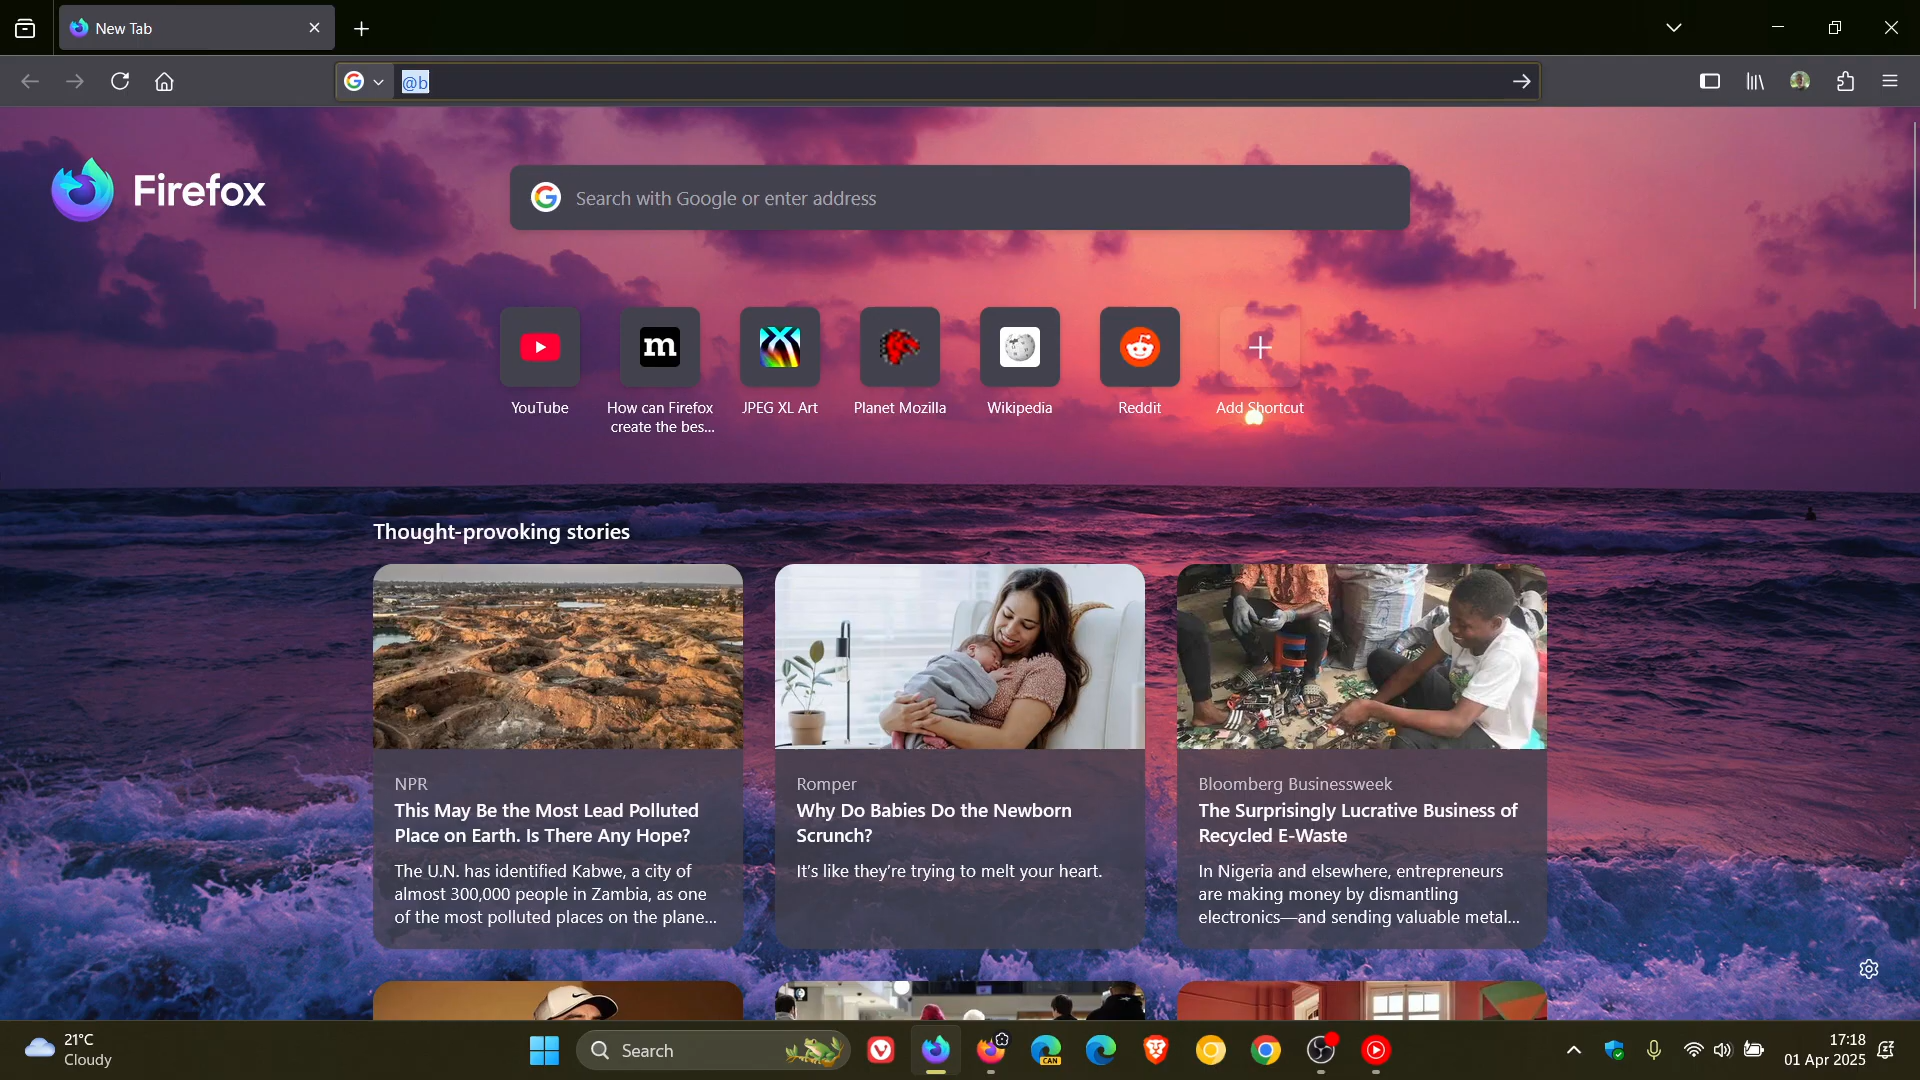 New Tab
@b
Firefox
Search with Google or enter address
m
YouTube
How can Firefox
create the bes...
JPEG XL Art
Planet Mozilla
Wikipedia
Reddit
Add Shortcut
Thought-provoking stories
NPR
This May Be the Most Lead Polluted
Place on Earth. Is There Any Hope?
The U.N. has identified Kabwe, a city of
almost 300,000 people in Zambia, as one
of the most polluted places on the plane...
Romper
Why Do Babies Do the Newborn
Scrunch?
It's like they're trying to melt your heart.
Bloomberg Businessweek
The Surprisingly Lucrative Business of
Recycled E-Waste
In Nigeria and elsewhere, entrepreneurs
are making money by dismantling
electronics—and sending valuable metal...
21°C
Cloudy
Search
CAN
17:18
01 Apr 2025